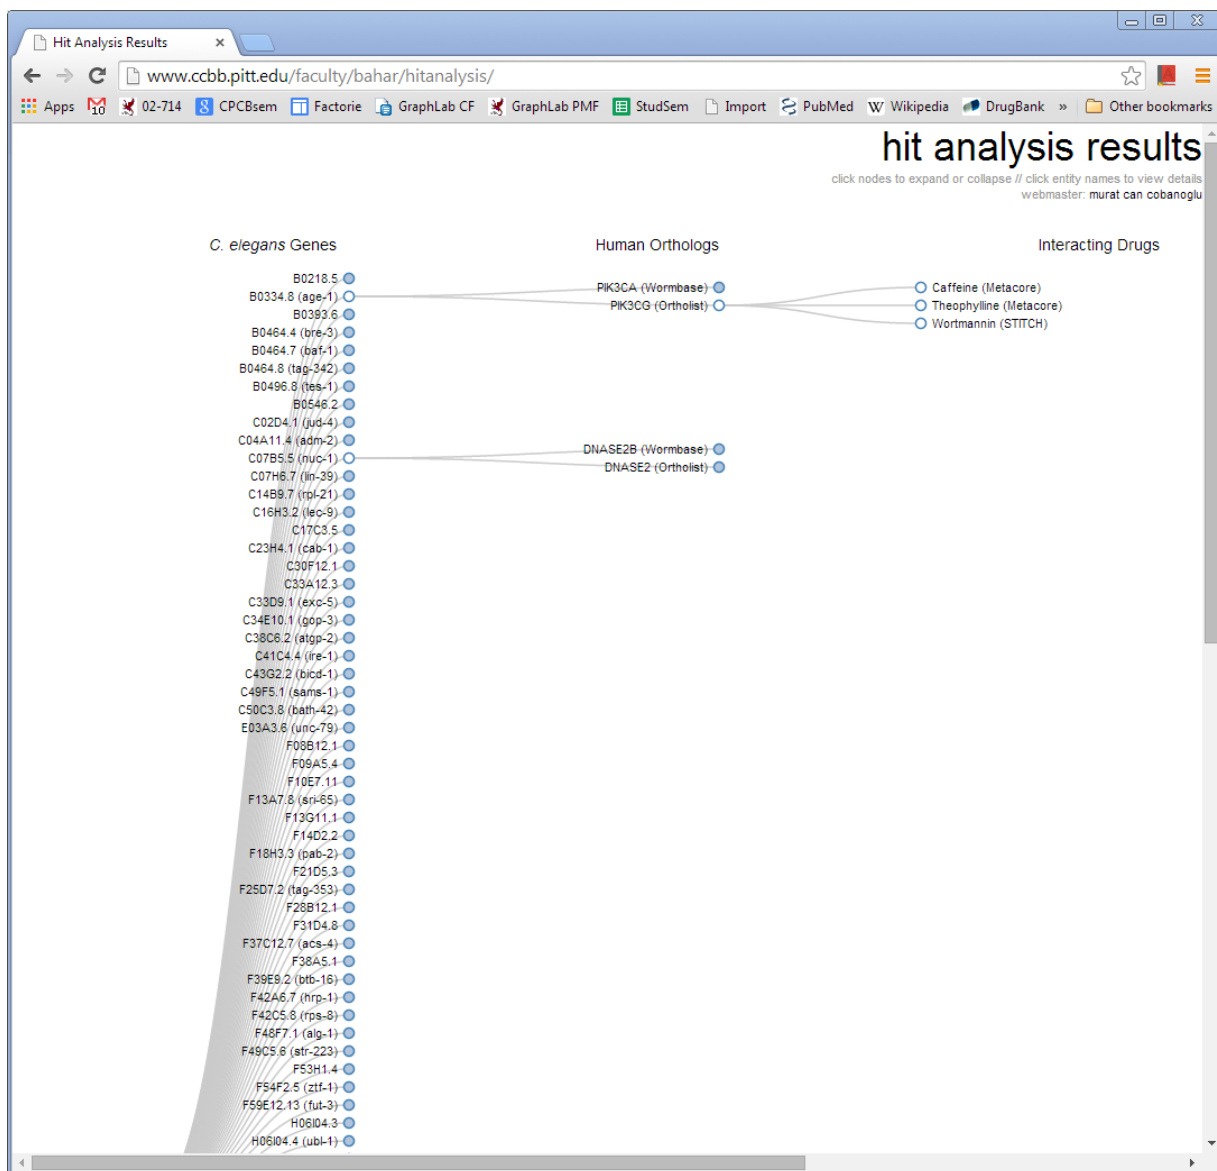 Hit Analysis Results
www.ccbb.pitt.edu/faculty/bahar/hitanalysis/
Apps 10 02-714 CPCBsem Factorie GraphLab CF GraphLab PMF StudSem Import PubMed Wikipedia DrugBank » Other bookmarks
hit analysis results
click nodes to expand or collapse // click entity names to view details
webmaster: murat can cobanoglu
C. elegans Genes Human Orthologs Interacting Drugs
B0218.5
PIK3CA (Wormbase) Caffeine (Metacore)
B0334.8 (age-1)
PIK3CG (Ortholist) Theophylline (Metacore)
B0393.6
Wortmannin (STITCH)
B0464.4 (bre-3)
B0464.7 (baf-1)
B0464.8 (tag-342)
B0496.8 (tes-1)
B0546.2
C02D4.1 (jud-4)
C04A11.4 (adm-2)
DNASE2B (Wormbase)
C07B5.5 (nuc-1)
DNASE2 (Ortholist)
C07H6.7 (lin-39)
C14B9.7 (rpl-21)
C16H3.2 (lec-9)
C17C3.5
C23H4.1 (cab-1)
C30F12.1
C33A12.3
C33D9.1 (exc-5)
C34E10.1 (gop-3)
C38C6.2 (atgp-2)
C41C4.4 (ire-1)
C43G2.2 (bicd-1)
C49F5.1 (sams-1)
C50C3.8 (bath-42)
E03A3.6 (unc-79)
F08B12.1
F09A5.4
F10E7.11
F13A7.8 (sri-65)
F13G11.1
F14D2.2
F18H3.3 (pab-2)
F21D5.3
F25D7.2 (tag-353)
F28B12.1
F31D4.8
F37C12.7 (acs-4)
F38A5.1
F39E9.2 (btb-16)
F42A6.7 (hrp-1)
F42C5.8 (rps-8)
F48F7.1 (alg-1)
F49C5.6 (str-223)
F53H1.4
F54F2.5 (ztf-1)
F59E12.13 (fut-3)
H06I04.3
H06I04.4 (ubl-1)